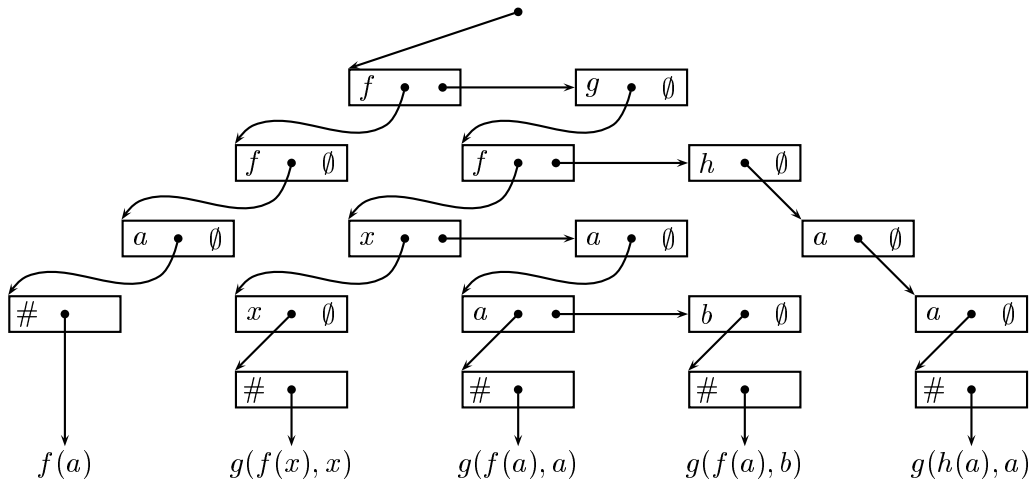 f g ∅
f ∅ f h ∅
a ∅ x a ∅ a ∅
# x ∅ a b ∅ a ∅
# # # #
f(a) g(f(x), x) g(f(a), a) g(f(a), b) g(h(a), a)